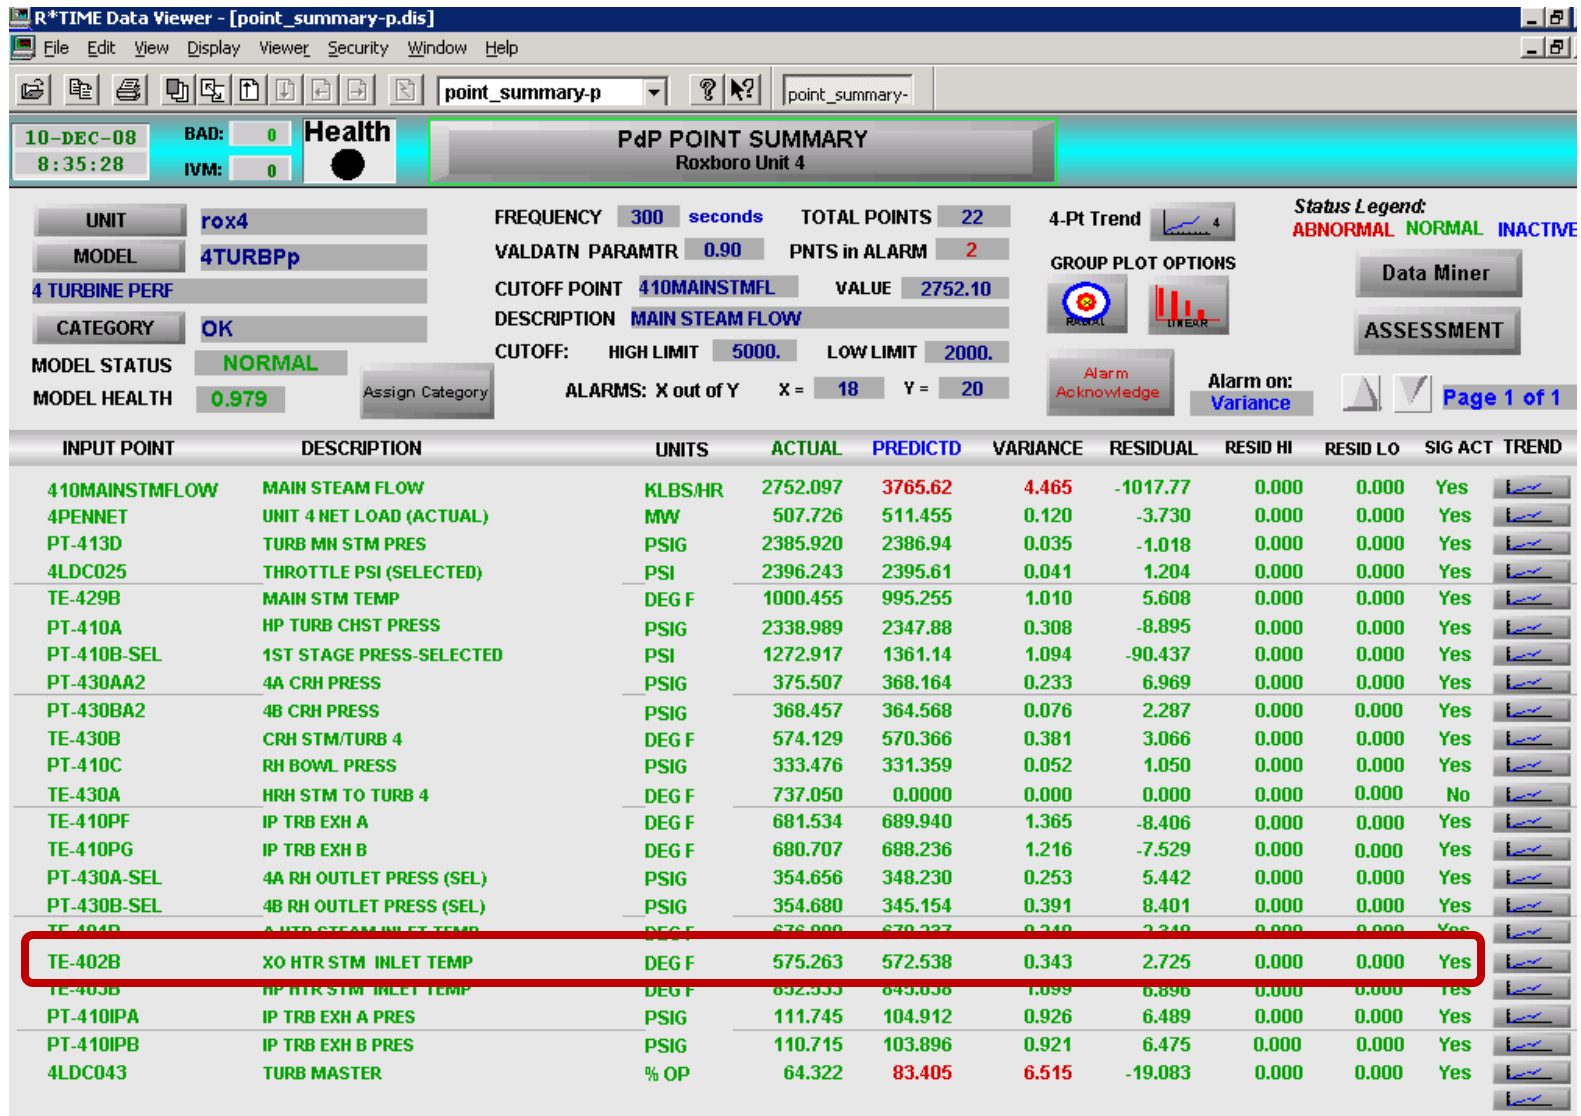 R*TIME Data Viewer - [point_summary-p.dis]
File Edit View Display Viewer Security Window Help
point_summary-p point_summary-
10-DEC-08 BAD: 0 Health PdP POINT SUMMARY
8:35:28 IVM: 0 Roxboro Unit 4
UNIT rox4 FREQUENCY 300 seconds TOTAL POINTS 22 4-Pt Trend 4 Status Legend:
ABNORMAL NORMAL INACTIVE
MODEL 4TURBPp VALDATN PARAMTR 0.90 PNTS in ALARM 2 GROUP PLOT OPTIONS Data Miner
4 TURBINE PERF CUTOFF POINT 410MAINSTMFL VALUE 2752.10
RADIAL LINEAR
CATEGORY OK DESCRIPTION MAIN STEAM FLOW ASSESSMENT
MODEL STATUS NORMAL CUTOFF: HIGH LIMIT 5000. LOW LIMIT 2000.
MODEL HEALTH 0.979 Assign Category ALARMS: X out of Y X = 18 Y = 20 Alarm Acknowledge Alarm on: Variance Page 1 of 1
INPUT POINT DESCRIPTION UNITS ACTUAL PREDICTD VARIANCE RESIDUAL RESID HI RESID LO SIG ACT TREND
410MAINSTMFLOW MAIN STEAM FLOW KLBS/HR 2752.097 3765.62 4.465 -1017.77 0.000 0.000 Yes
4PENNET UNIT 4 NET LOAD (ACTUAL) MW 507.726 511.455 0.120 -3.730 0.000 0.000 Yes
PT-413D TURB MN STM PRES PSIG 2385.920 2386.94 0.035 -1.018 0.000 0.000 Yes
4LDC025 THROTTLE PSI (SELECTED) PSI 2396.243 2395.61 0.041 1.204 0.000 0.000 Yes
TE-429B MAIN STM TEMP DEG F 1000.455 995.255 1.010 5.608 0.000 0.000 Yes
PT-410A HP TURB CHST PRESS PSIG 2338.989 2347.88 0.308 -8.895 0.000 0.000 Yes
PT-410B-SEL 1ST STAGE PRESS-SELECTED PSI 1272.917 1361.14 1.094 -90.437 0.000 0.000 Yes
PT-430AA2 4A CRH PRESS PSIG 375.507 368.164 0.233 6.969 0.000 0.000 Yes
PT-430BA2 4B CRH PRESS PSIG 368.457 364.568 0.076 2.287 0.000 0.000 Yes
TE-430B CRH STM/TURB 4 DEG F 574.129 570.366 0.381 3.066 0.000 0.000 Yes
PT-410C RH BOWL PRESS PSIG 333.476 331.359 0.052 1.050 0.000 0.000 Yes
TE-430A HRH STM TO TURB 4 DEG F 737.050 0.0000 0.000 0.000 0.000 0.000 No
TE-410PF IP TRB EXH A DEG F 681.534 689.940 1.365 -8.406 0.000 0.000 Yes
TE-410PG IP TRB EXH B DEG F 680.707 688.236 1.216 -7.529 0.000 0.000 Yes
PT-430A-SEL 4A RH OUTLET PRESS (SEL) PSIG 354.656 348.230 0.253 5.442 0.000 0.000 Yes
PT-430B-SEL 4B RH OUTLET PRESS (SEL) PSIG 354.680 345.154 0.391 8.401 0.000 0.000 Yes
STEAM INLET TEMP DEG F 0.000 0.000 Yes
TE-402B XO HTR STM INLET TEMP DEG F 575.263 572.538 0.343 2.725 0.000 0.000 Yes
HP HTR STM INLET TEMP DEG F 1.099 6.896 0.000 0.000 Yes
PT-410IPA IP TRB EXH A PRES PSIG 111.745 104.912 0.926 6.489 0.000 0.000 Yes
PT-410IPB IP TRB EXH B PRES PSIG 110.715 103.896 0.921 6.475 0.000 0.000 Yes
4LDC043 TURB MASTER % OP 64.322 83.405 6.515 -19.083 0.000 0.000 Yes